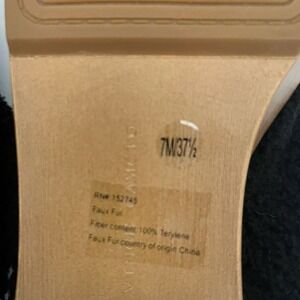 7M/37½
RN# 152745
Faux Fur
Fiber content: 100% Terylene
Faux Fur country of origin China